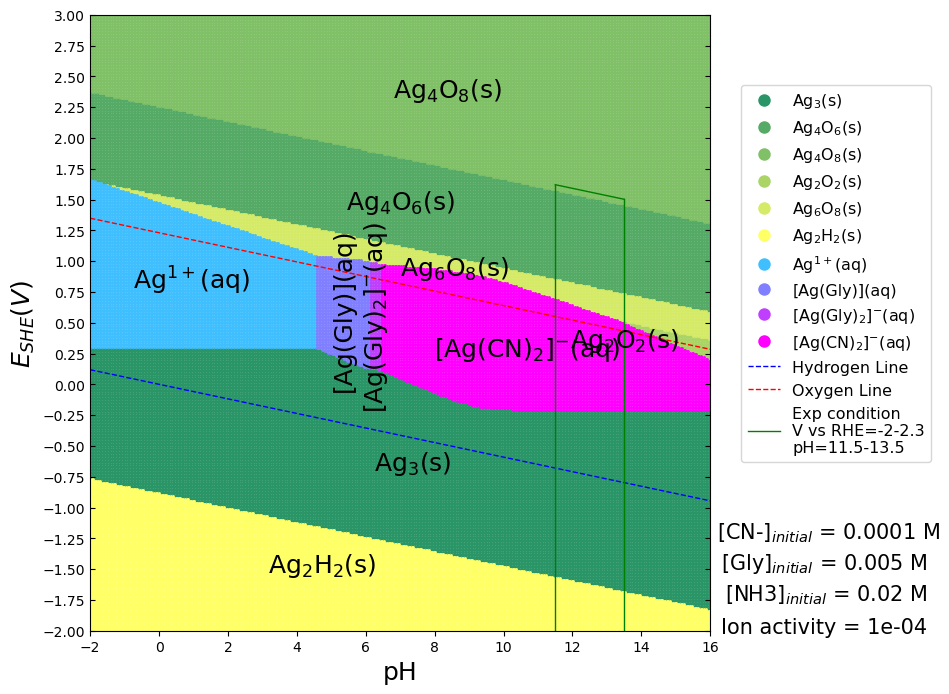 3.00
2.75
2.50
2.25
2.00
1.75
1.50
1.25
1.00
0.75
0.50
0.25
0.00
−0.25
−0.50
−0.75
−1.00
−1.25
−1.50
−1.75
−2.00
E_{SHE}(V)
−2 0 2 4 6 8 10 12 14 16
pH
Ag₄O₈(s)
Ag₄O₆(s)
Ag¹⁺(aq)
[Ag(Gly)](aq)
[Ag(Gly)₂]⁻(aq)
Ag₆O₈(s)
[Ag(CN)₂]⁻(aq)
Ag₂O₂(s)
Ag₃(s)
Ag₂H₂(s)
Ag₃(s)
Ag₄O₆(s)
Ag₄O₈(s)
Ag₂O₂(s)
Ag₆O₈(s)
Ag₂H₂(s)
Ag¹⁺(aq)
[Ag(Gly)](aq)
[Ag(Gly)₂]⁻(aq)
[Ag(CN)₂]⁻(aq)
Hydrogen Line
Oxygen Line
Exp condition
V vs RHE=-2-2.3
pH=11.5-13.5
[CN-]_{initial} = 0.0001 M
[Gly]_{initial} = 0.005 M
[NH3]_{initial} = 0.02 M
Ion activity = 1e-04